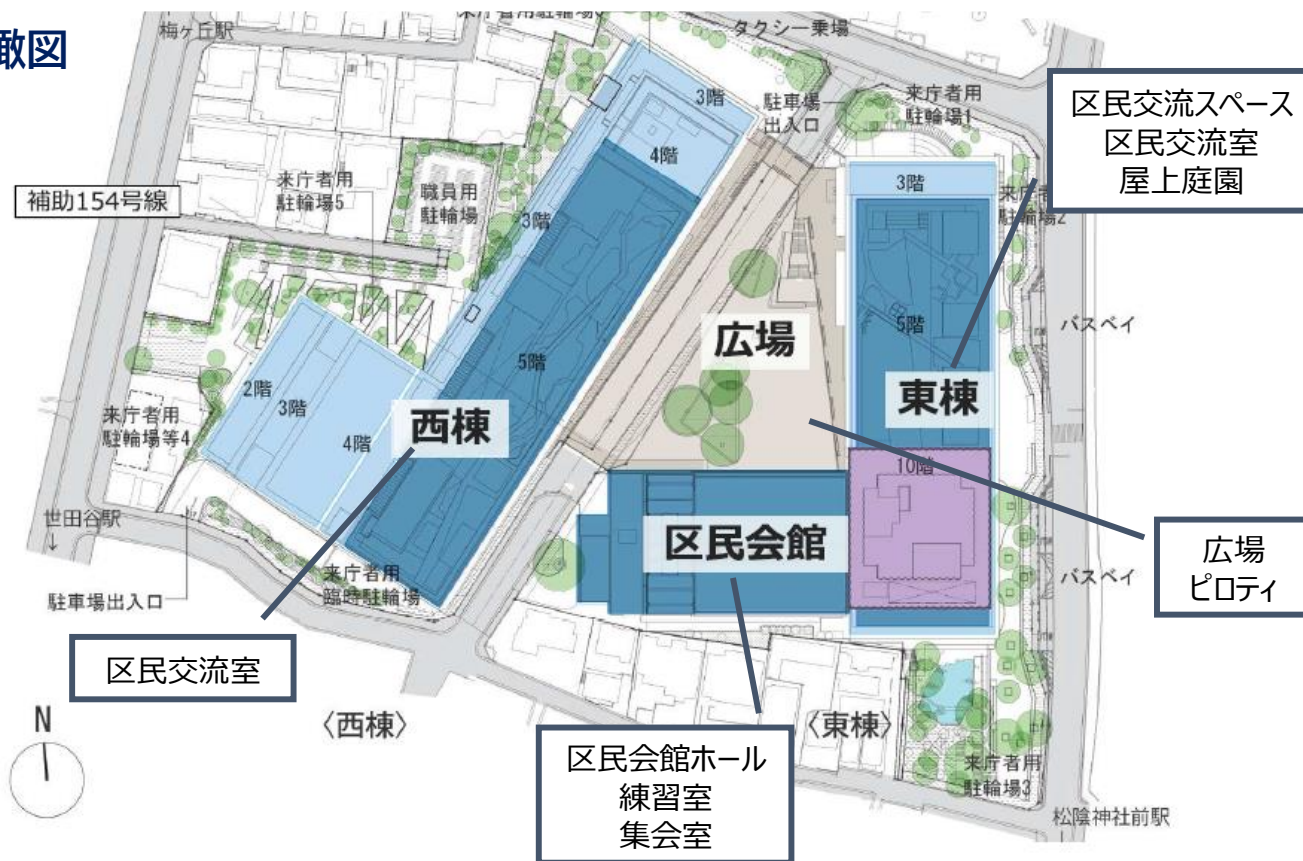 瞰図
梅ヶ丘駅
来庁者用駐輪場
タクシー乗場
駐車場
出入口
来庁者用
駐輪場1
区民交流スペース
区民交流室
屋上庭園
補助154号線
来庁者用
駐輪場5
職員用
駐輪場
3階
4階
3階
3階
駐輪場2
5階
広場
バスベイ
5階
東棟
2階
3階
4階
西棟
来庁者用
駐輪場等4
10階
区民会館
世田谷駅
↓
広場
ピロティ
来庁者用
臨時駐輪場
バスベイ
駐車場出入口
区民交流室
N
〈西棟〉
〈東棟〉
区民会館ホール
練習室
集会室
来庁者用
駐輪場3
松陰神社前駅